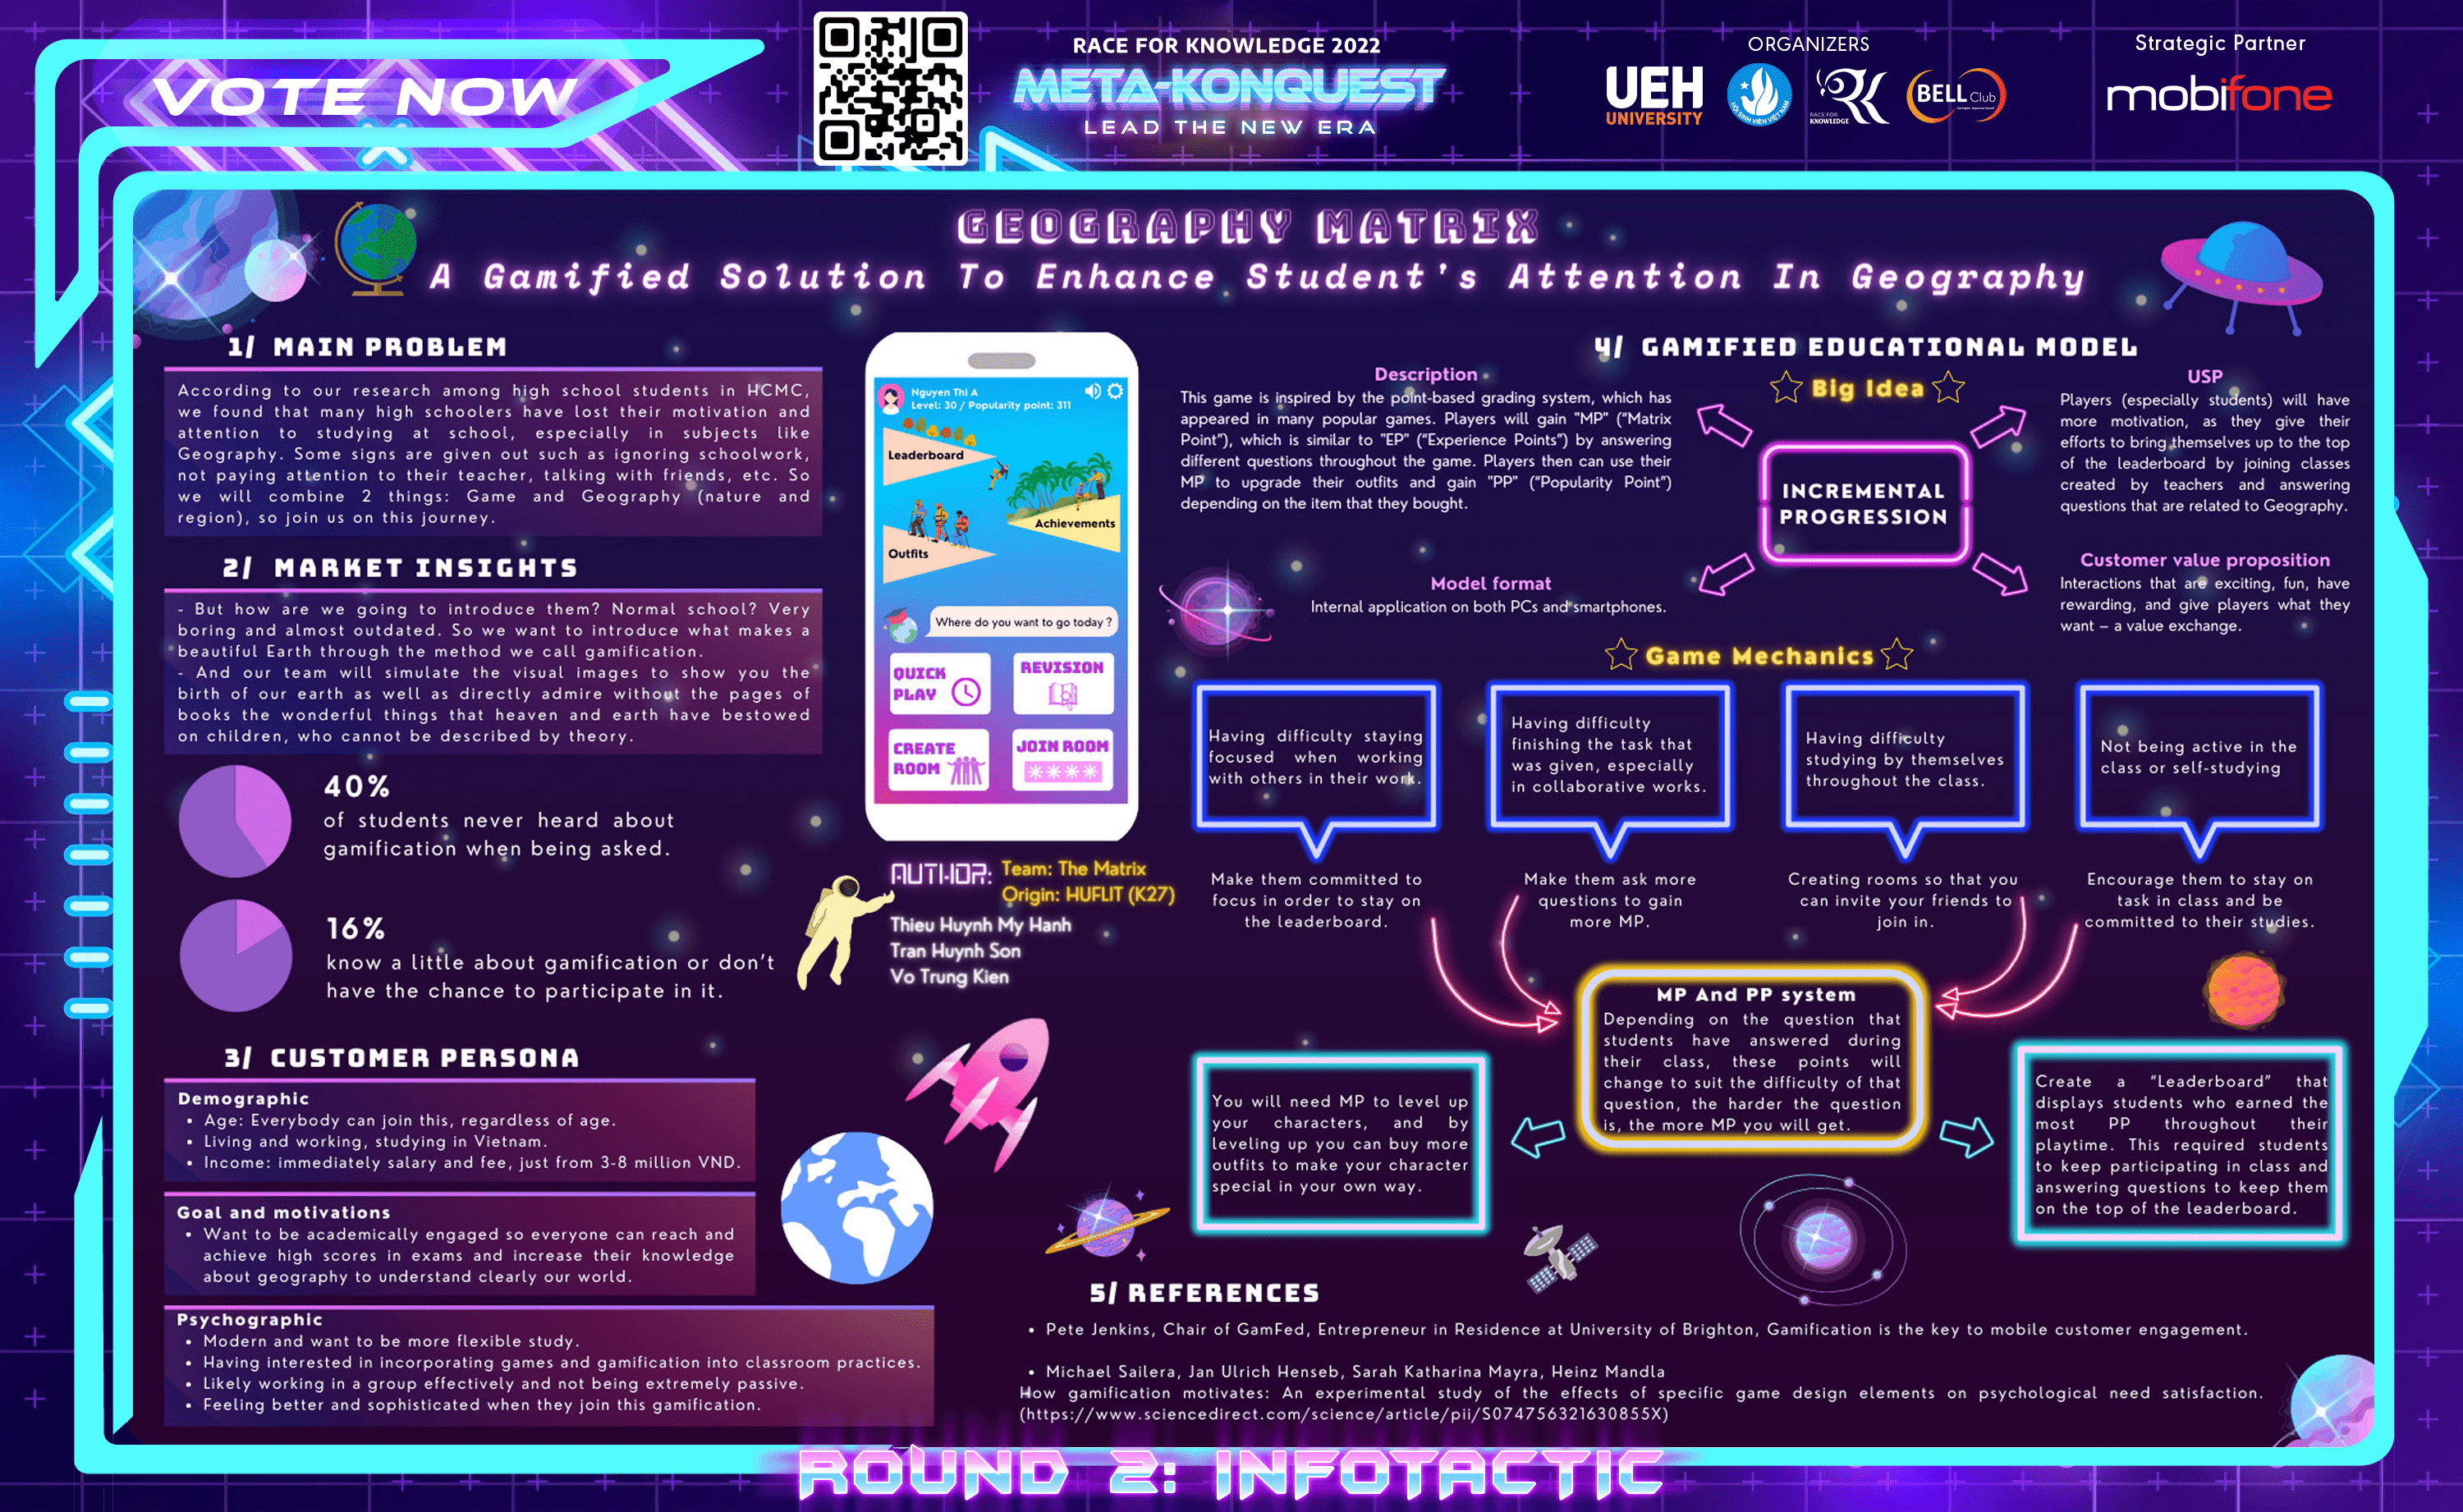 VOTE NOW
RACE FOR KNOWLEDGE 2022
META-KONQUEST
LEAD THE NEW ERA
ORGANIZERS
UEH
UNIVERSITY
HỘI SINH VIÊN VIỆT NAM
RK
RACE FOR
KNOWLEDGE
BELL Club
Strategic Partner
mobifone
GEOGRAPHY MATRIX
A Gamified Solution To Enhance Student's Attention In Geography
1/ MAIN PROBLEM
According to our research among high school students in HCMC,
we found that many high schoolers have lost their motivation and
attention to studying at school, especially in subjects like
Geography. Some signs are given out such as ignoring schoolwork,
not paying attention to their teacher, talking with friends, etc. So
we will combine 2 things: Game and Geography (nature and
region), so join us on this journey.
2/ MARKET INSIGHTS
- But how are we going to introduce them? Normal school? Very
boring and almost outdated. So we want to introduce what makes a
beautiful Earth through the method we call gamification.
- And our team will simulate the visual images to show you the
birth of our earth as well as directly admire without the pages of
books the wonderful things that heaven and earth have bestowed
on children, who cannot be described by theory.
40%
of students never heard about
gamification when being asked.
16%
know a little about gamification or don't
have the chance to participate in it.
3/ CUSTOMER PERSONA
Demographic
• Age: Everybody can join this, regardless of age.
• Living and working, studying in Vietnam.
• Income: immediately salary and fee, just from 3-8 million VND.
Goal and motivations
• Want to be academically engaged so everyone can reach and
achieve high scores in exams and increase their knowledge
about geography to understand clearly our world.
Psychographic
• Modern and want to be more flexible study.
• Having interested in incorporating games and gamification into classroom practices.
• Likely working in a group effectively and not being extremely passive.
• Feeling better and sophisticated when they join this gamification.
Nguyen Thi A
Level: 30 / Popularity point: 311
Leaderboard
Achievements
Outfits
Where do you want to go today ?
QUICK
PLAY
REVISION
CREATE
ROOM
JOIN ROOM
****
AUTHOR:
Team: The Matrix
Origin: HUFLIT (K27)
Thieu Huynh My Hanh
Tran Huynh Son
Vo Trung Kien
4/ GAMIFIED EDUCATIONAL MODEL
Big Idea
Description
This game is inspired by the point-based grading system, which has
appeared in many popular games. Players will gain "MP" ("Matrix
Point"), which is similar to "EP" ("Experience Points") by answering
different questions throughout the game. Players then can use their
MP to upgrade their outfits and gain "PP" ("Popularity Point")
depending on the item that they bought.
INCREMENTAL
PROGRESSION
USP
Players (especially students) will have
more motivation, as they give their
efforts to bring themselves up to the top
of the leaderboard by joining classes
created by teachers and answering
questions that are related to Geography.
Model format
Internal application on both PCs and smartphones.
Customer value proposition
Interactions that are exciting, fun, have
rewarding, and give players what they
want – a value exchange.
Game Mechanics
Having difficulty staying
focused when working
with others in their work.
Having difficulty
finishing the task that
was given, especially
in collaborative works.
Having difficulty
studying by themselves
throughout the class.
Not being active in the
class or self-studying
Make them committed to
focus in order to stay on
the leaderboard.
Make them ask more
questions to gain
more MP.
Creating rooms so that you
can invite your friends to
join in.
Encourage them to stay on
task in class and be
committed to their studies.
MP And PP system
Depending on the question that
students have answered during
their class, these points will
change to suit the difficulty of that
question, the harder the question
is, the more MP you will get.
You will need MP to level up
your characters, and by
leveling up you can buy more
outfits to make your character
special in your own way.
Create a "Leaderboard" that
displays students who earned the
most PP throughout their
playtime. This required students
to keep participating in class and
answering questions to keep them
on the top of the leaderboard.
5/ REFERENCES
• Pete Jenkins, Chair of GamFed, Entrepreneur in Residence at University of Brighton, Gamification is the key to mobile customer engagement.
• Michael Sailera, Jan Ulrich Henseb, Sarah Katharina Mayra, Heinz Mandla
How gamification motivates: An experimental study of the effects of specific game design elements on psychological need satisfaction.
(https://www.sciencedirect.com/science/article/pii/S074756321630855X)
ROUND 2: INFOTACTIC